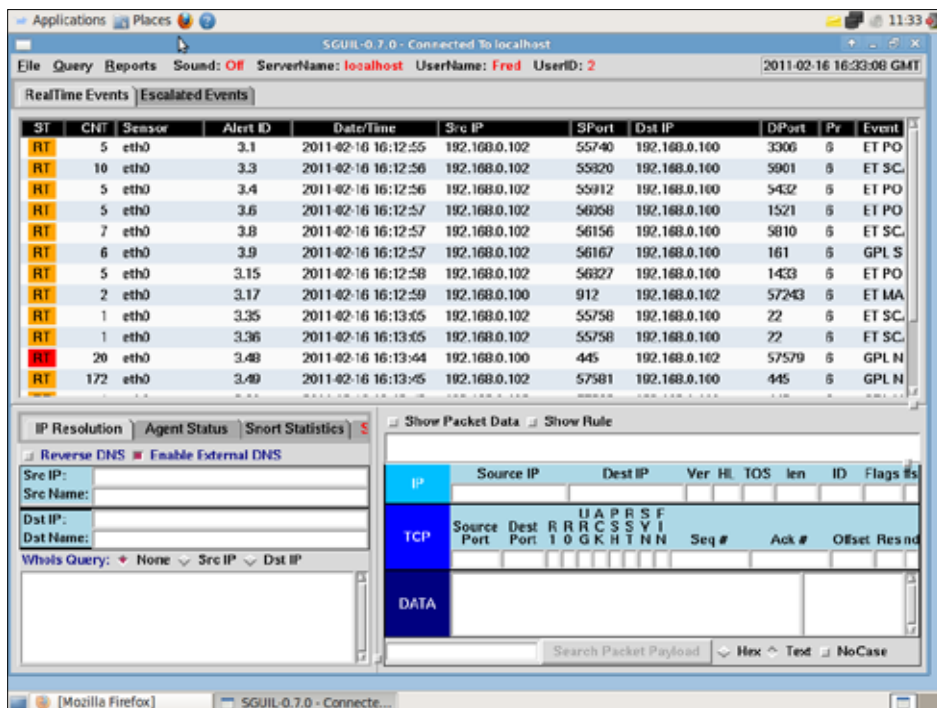 Applications Places 11:33
SGUIL-0.7.0 - Connected To localhost
File Query Reports Sound: Off ServerName: localhost UserName: Fred UserID: 2 2011-02-16 16:33:08 GMT
RealTime Events Escalated Events
ST CNT Sensor Alert ID Date/Time Src IP SPort Dst IP DPort Pr Event
RT 5 eth0 3.1 2011-02-16 16:12:55 192.168.0.102 55740 192.168.0.100 3306 6 ET PO
RT 10 eth0 3.3 2011-02-16 16:12:56 192.168.0.102 55820 192.168.0.100 5901 6 ET SC
RT 5 eth0 3.4 2011-02-16 16:12:56 192.168.0.102 55912 192.168.0.100 5432 6 ET PO
RT 5 eth0 3.6 2011-02-16 16:12:57 192.168.0.102 56058 192.168.0.100 1521 6 ET PO
RT 7 eth0 3.8 2011-02-16 16:12:57 192.168.0.102 56156 192.168.0.100 5810 6 ET SC
RT 6 eth0 3.9 2011-02-16 16:12:57 192.168.0.102 56167 192.168.0.100 161 6 GPL S
RT 5 eth0 3.15 2011-02-16 16:12:58 192.168.0.102 56327 192.168.0.100 1433 6 ET PO
RT 2 eth0 3.17 2011-02-16 16:12:59 192.168.0.100 912 192.168.0.102 57243 6 ET MA
RT 1 eth0 3.35 2011-02-16 16:13:05 192.168.0.102 55758 192.168.0.100 22 6 ET SC
RT 1 eth0 3.36 2011-02-16 16:13:05 192.168.0.102 55758 192.168.0.100 22 6 ET SC
RT 20 eth0 3.48 2011-02-16 16:13:44 192.168.0.100 445 192.168.0.102 57579 6 GPL N
RT 172 eth0 3.49 2011-02-16 16:13:45 192.168.0.102 57581 192.168.0.100 445 6 GPL N
IP Resolution Agent Status Snort Statistics S
Reverse DNS Enable External DNS
Src IP:
Src Name:
Dst IP:
Dst Name:
Whois Query: None Src IP Dst IP
Show Packet Data Show Rule
IP Source IP Dest IP Ver HL TOS len ID Flags
U A P R S F
R R R C S S Y I
TCP Source Port Dest Port 1 0 G K H T N N Seq # Ack # Offset Res
DATA
Search Packet Payload Hex Text NoCase
[Mozilla Firefox] SGUIL-0.7.0 - Connecte...